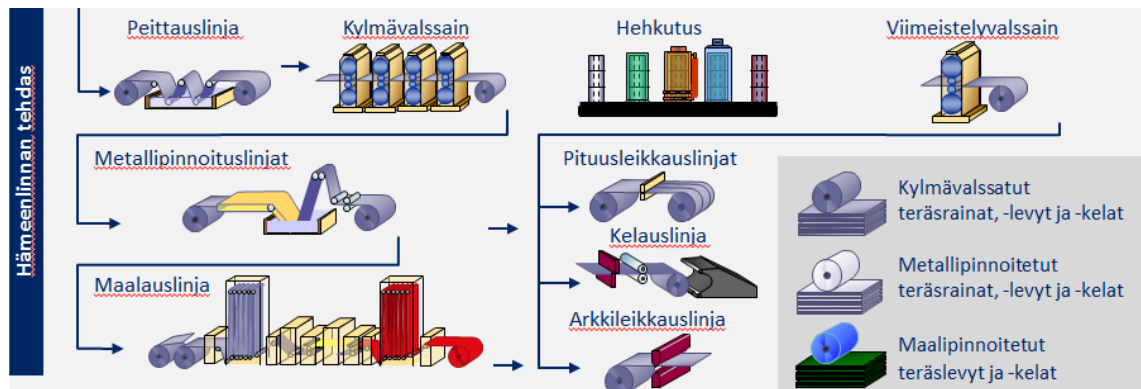 Hämeenlinnan tehdas
Peittauslinja
Kylmävalssain
Hehkutus
Viimeistelyvalssain
Metallipinnoituslinjat
Pituusleikkauslinjat
Kelauslinja
Maalauslinja
Arkkileikkauslinja
Kylmävalssatut
teräsrainat, -levyt ja -kelat
Metallipinnoitetut
teräsrainat, -levyt ja -kelat
Maalipinnoitetut
teräslevyt ja -kelat